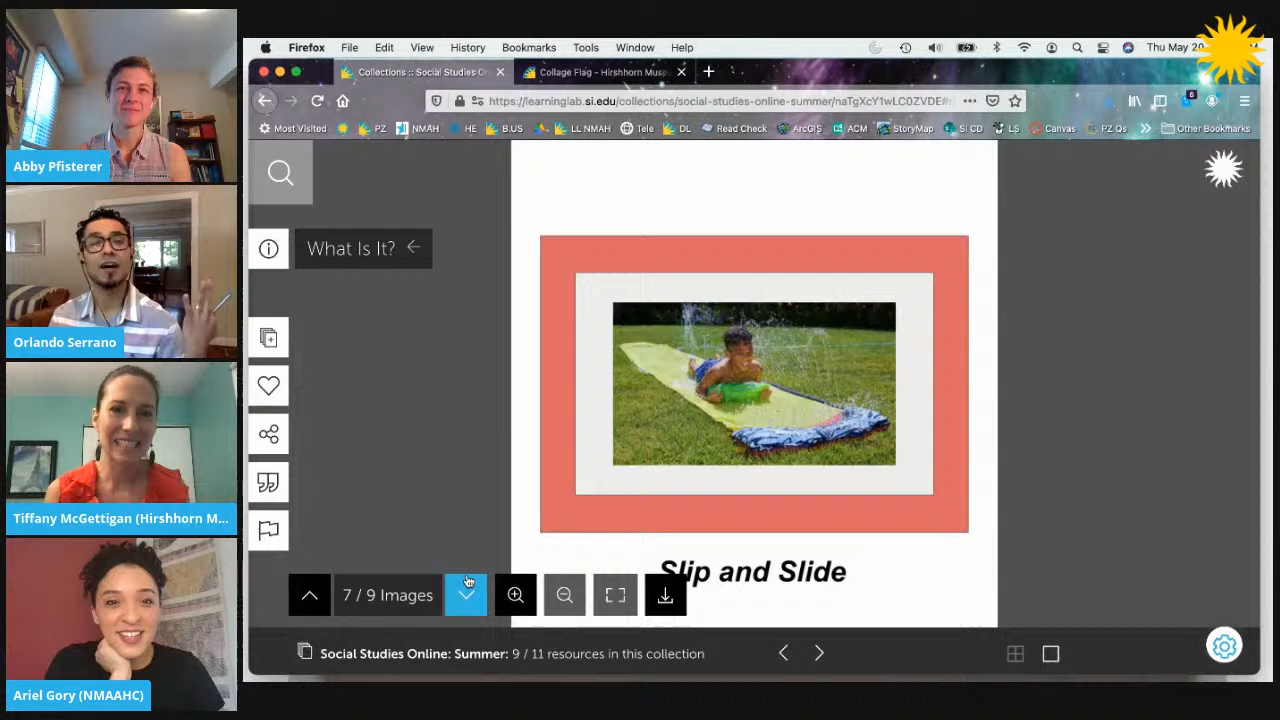 Abby Pfisterer
Orlando Serrano
Tiffany McGettigan (Hirshhorn M...
Ariel Gory (NMAAHC)
Firefox File Edit View History Bookmarks Tools Window Help
Thu May 20
Collections :: Social Studies On
Collage Flag - Hirshhorn Mus
https://learninglab.si.edu/collections/social-studies-online-summer/naTgXcY1wLC0ZVDE#
6
Most Visited PZ NMAH HE B.US LL NMAH Tele DL Read Check ArcGIS ACM StoryMap SI CD LS Canvas PZ Qs Other Bookmarks
What Is It?
Slip and Slide
7 / 9 Images
Social Studies Online: Summer: 9 / 11 resources in this collection